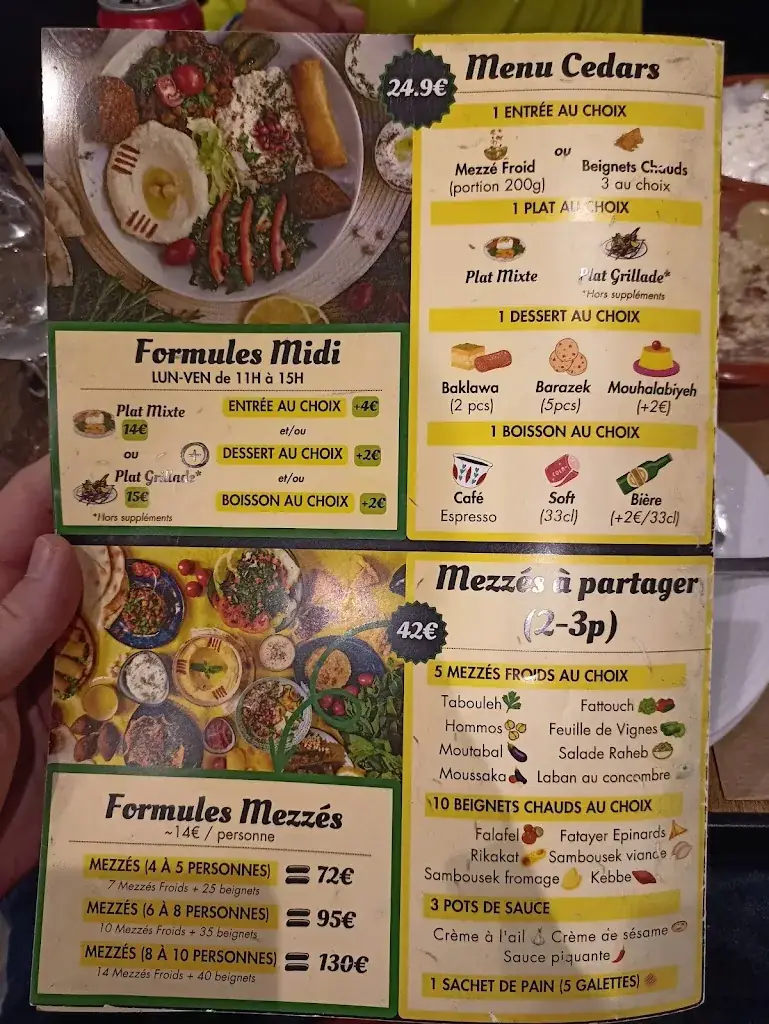 24.9€
Menu Cedars
1 ENTRÉE AU CHOIX
Mezzé Froid
(portion 200g)
ou
Beignets Chauds
3 au choix
1 PLAT AU CHOIX
Plat Mixte
Plat Grillade*
*Hors suppléments
1 DESSERT AU CHOIX
Baklawa
(2 pcs)
Barazek
(5pcs)
Mouhalabiyeh
(+2€)
1 BOISSON AU CHOIX
Café
Espresso
Soft
(33cl)
Bière
(+2€/33cl)
Formules Midi
LUN-VEN de 11H à 15H
Plat Mixte
14€
ou
Plat Grillade*
15€
*Hors suppléments
ENTRÉE AU CHOIX +4€
et/ou
DESSERT AU CHOIX +2€
et/ou
BOISSON AU CHOIX +2€
42€
Mezzés à partager
(2-3p)
5 MEZZÉS FROIDS AU CHOIX
Tabouleh Fattouch
Hommos Feuille de Vignes
Moutabal Salade Raheb
Moussaka Laban au concombre
10 BEIGNETS CHAUDS AU CHOIX
Falafel Fatayer Epinards
Rikakat Sambousek viande
Sambousek fromage Kebbe
3 POTS DE SAUCE
Crème à l'ail Crème de sésame
Sauce piquante
1 SACHET DE PAIN (5 GALETTES)
Formules Mezzés
~14€ / personne
MEZZÉS (4 À 5 PERSONNES) = 72€
7 Mezzés Froids + 25 beignets
MEZZÉS (6 À 8 PERSONNES) = 95€
10 Mezzés Froids + 35 beignets
MEZZÉS (8 À 10 PERSONNES) = 130€
14 Mezzés Froids + 40 beignets